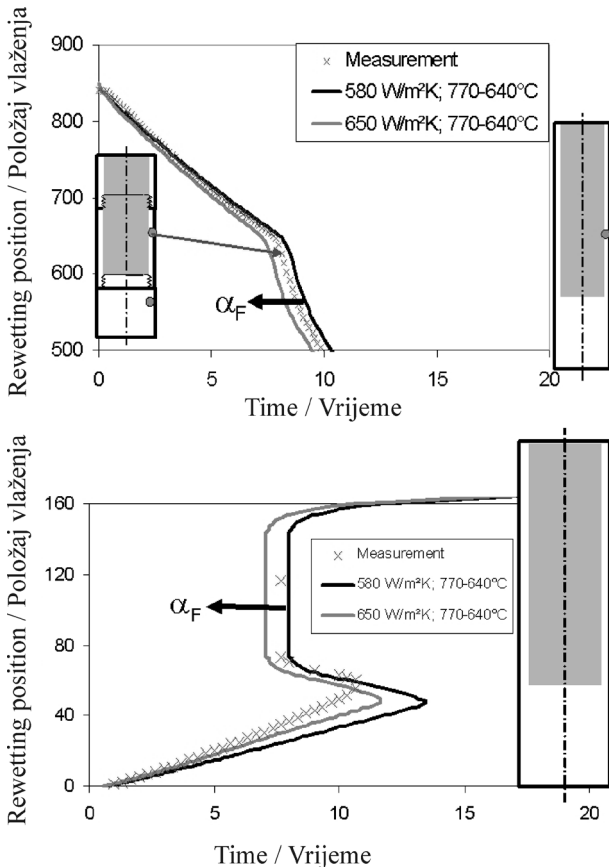 900
800
700
600
500
Rewetting position / Položaj vlaženja
Measurement
580 W/m²K; 770-640°C
650 W/m²K; 770-640°C
αF
0
5
10
15
20
Time / Vrijeme
160
120
80
40
0
Rewetting position / Položaj vlaženja
Measurement
580 W/m²K; 770-640°C
650 W/m²K; 770-640°C
αF
0
5
10
20
Time / Vrijeme